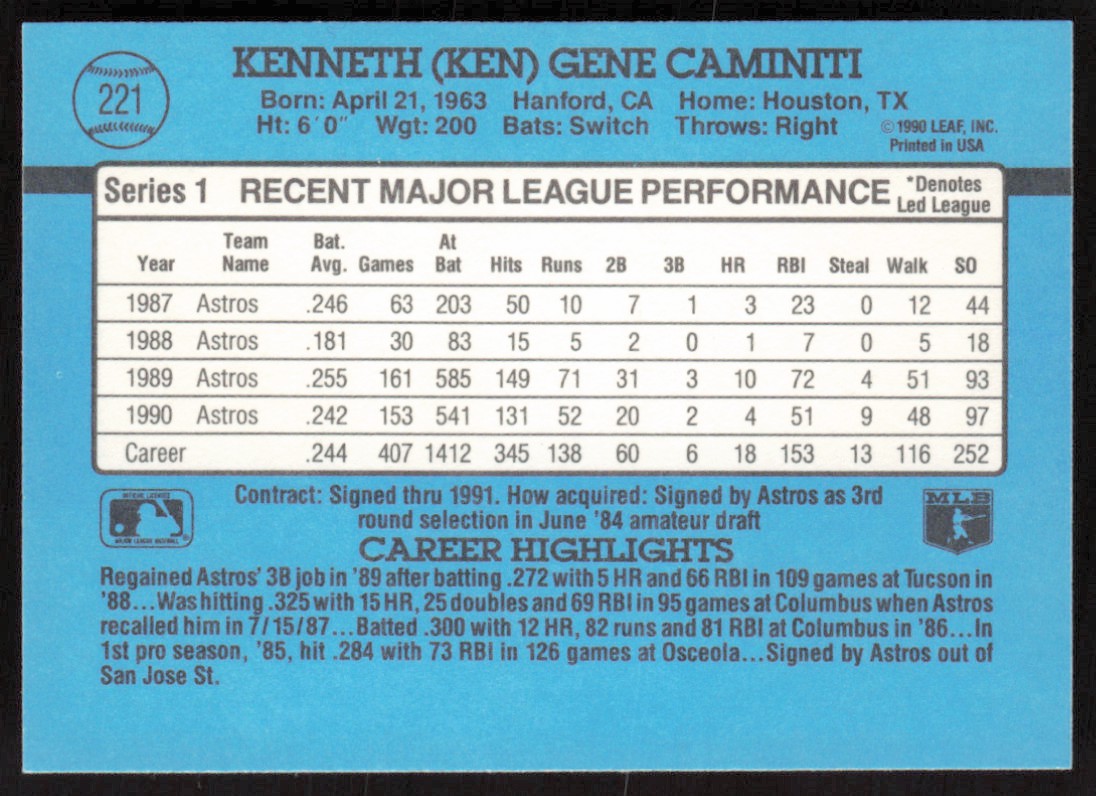 221
KENNETH (KEN) GENE CAMINITI
Born: April 21, 1963 Hanford, CA Home: Houston, TX
Ht: 6'0" Wgt: 200 Bats: Switch Throws: Right
©1990 LEAF, INC.
Printed in USA
Series 1 RECENT MAJOR LEAGUE PERFORMANCE *Denotes
Led League
Year Team Name Bat. Avg. Games At Bat Hits Runs 2B 3B HR RBI Steal Walk SO
1987 Astros .246 63 203 50 10 7 1 3 23 0 12 44
1988 Astros .181 30 83 15 5 2 0 1 7 0 5 18
1989 Astros .255 161 585 149 71 31 3 10 72 4 51 93
1990 Astros .242 153 541 131 52 20 2 4 51 9 48 97
Career .244 407 1412 345 138 60 6 18 153 13 116 252
OFFICIAL LICENSEE
MAJOR LEAGUE BASEBALL
Contract: Signed thru 1991. How acquired: Signed by Astros as 3rd
round selection in June '84 amateur draft
MLB
CAREER HIGHLIGHTS
Regained Astros' 3B job in '89 after batting .272 with 5 HR and 66 RBI in 109 games at Tucson in
'88...Was hitting .325 with 15 HR, 25 doubles and 69 RBI in 95 games at Columbus when Astros
recalled him in 7/15/87...Batted .300 with 12 HR, 82 runs and 81 RBI at Columbus in '86...In
1st pro season, '85, hit .284 with 73 RBI in 126 games at Osceola...Signed by Astros out of
San Jose St.